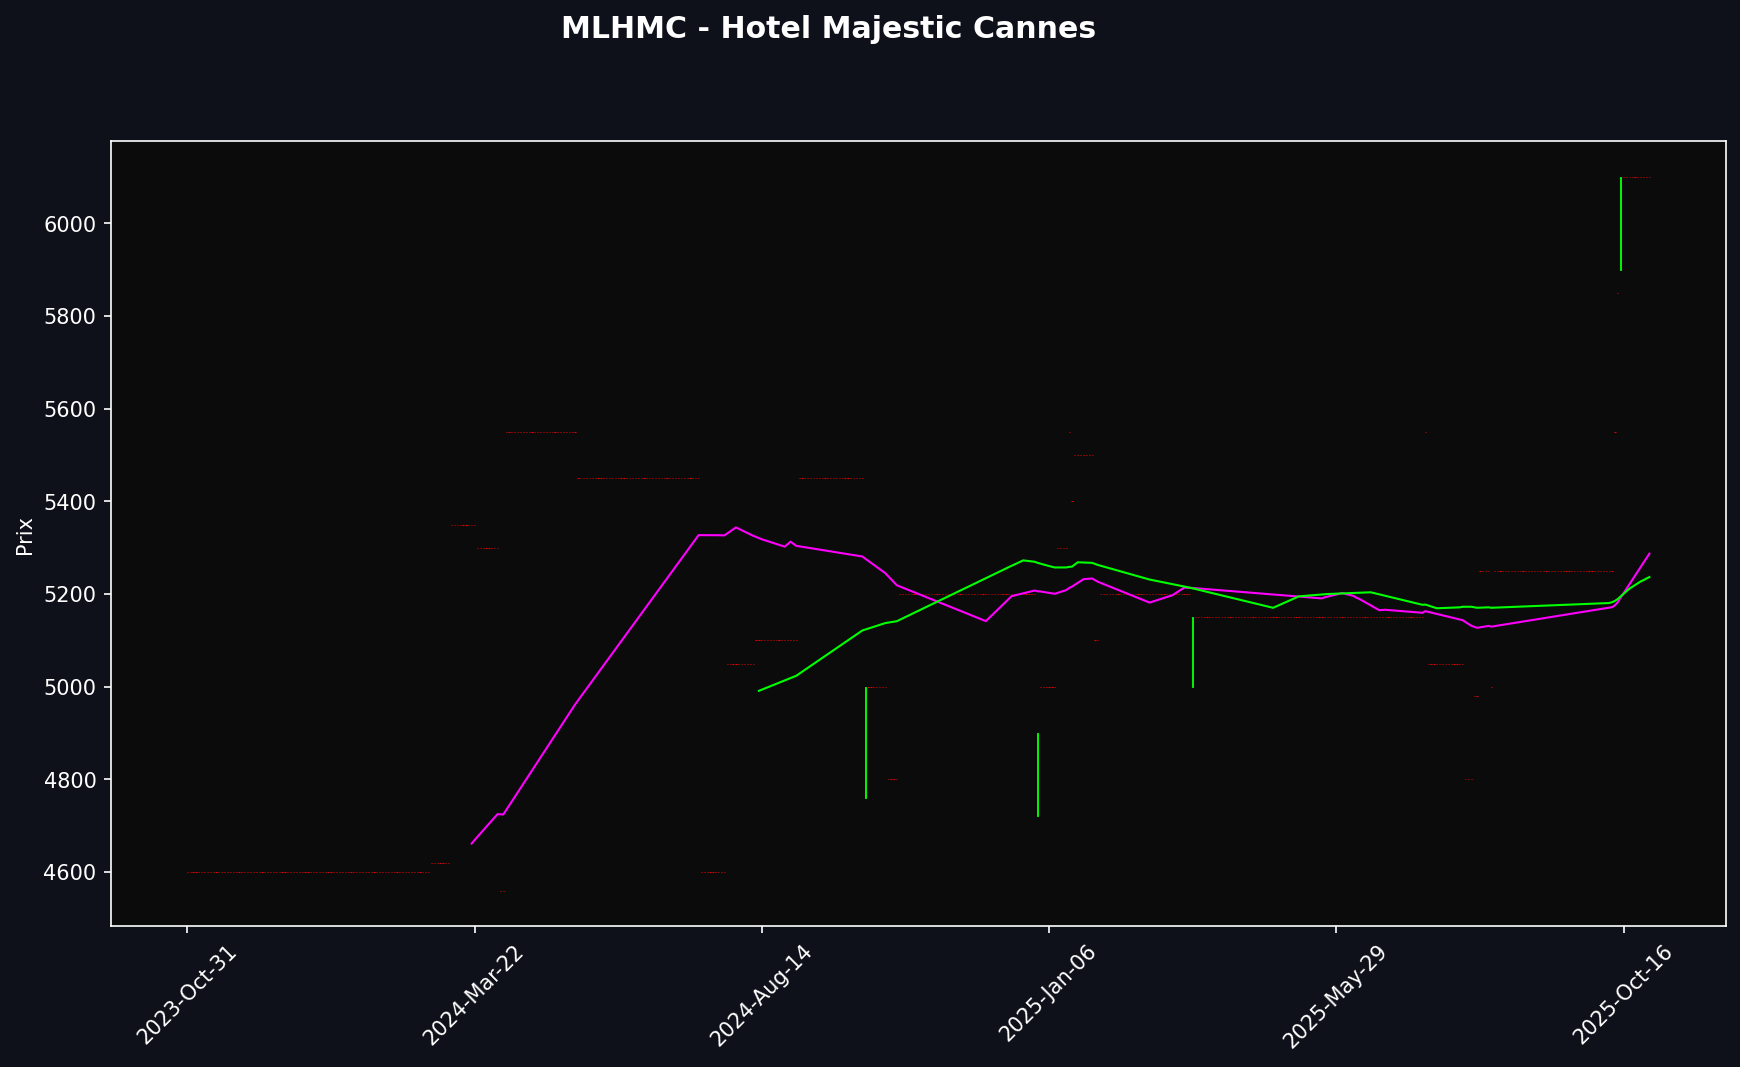 MLHMC - Hotel Majestic Cannes
Prix
6000
5800
5600
5400
5200
5000
4800
4600
2023-Oct-31
2024-Mar-22
2024-Aug-14
2025-Jan-06
2025-May-29
2025-Oct-16